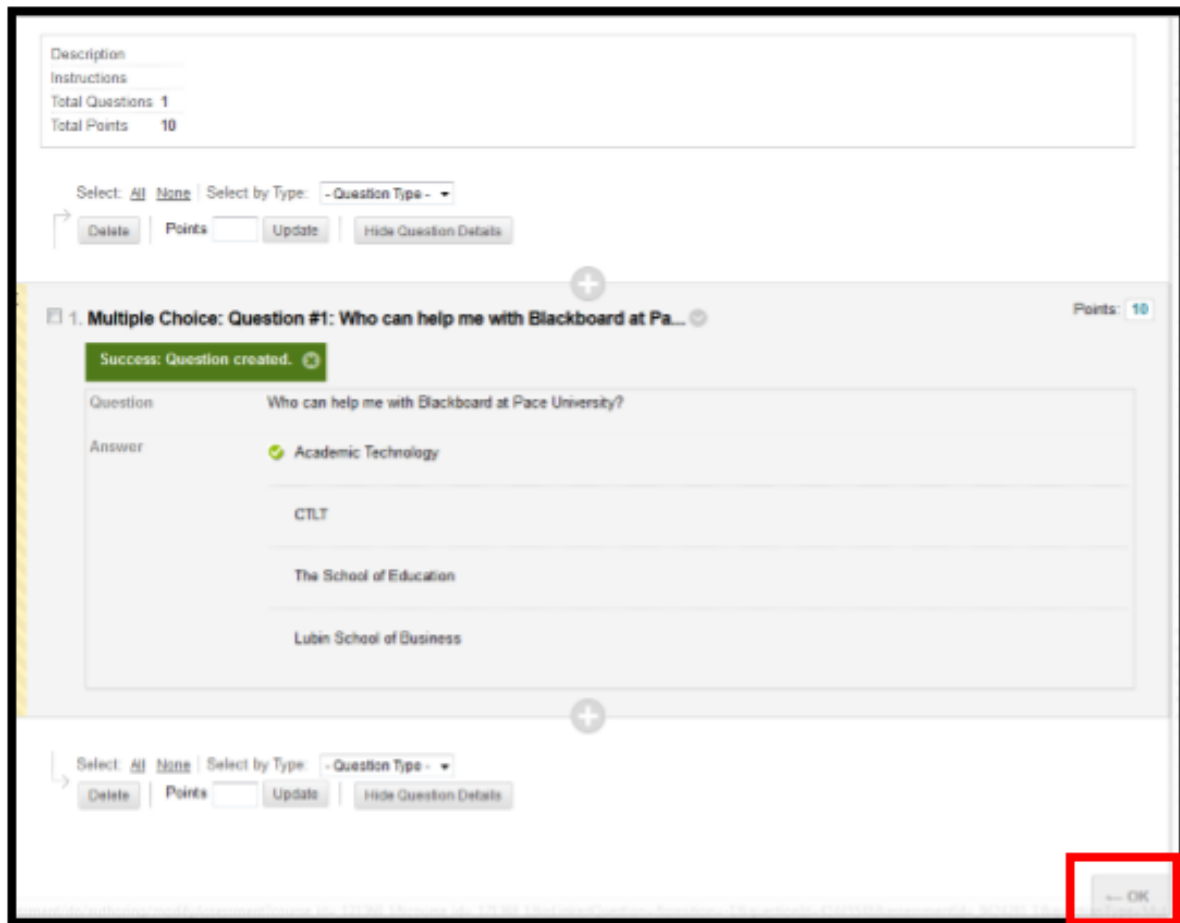 Description
Instructions
Total Questions 1
Total Points 10
Select: All None Select by Type: - Question Type -
Delete Points Update Hide Question Details
1. Multiple Choice: Question #1: Who can help me with Blackboard at Pa... Points: 10
Success: Question created.
Question Who can help me with Blackboard at Pace University?
Answer Academic Technology
CTLT
The School of Education
Lubin School of Business
Select: All None Select by Type: - Question Type -
Delete Points Update Hide Question Details
← OK